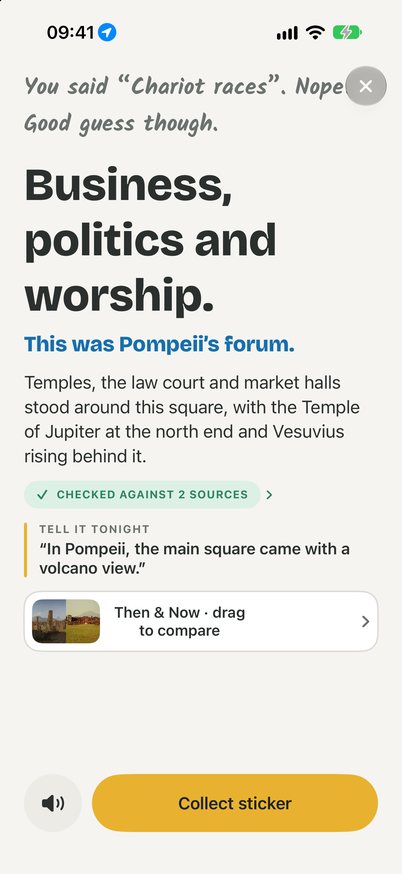 09:41
You said “Chariot races”. Nope
Good guess though.
Business,
politics and
worship.
This was Pompeii’s forum.
Temples, the law court and market halls
stood around this square, with the Temple
of Jupiter at the north end and Vesuvius
rising behind it.
CHECKED AGAINST 2 SOURCES
TELL IT TONIGHT
“In Pompeii, the main square came with a
volcano view.”
Then & Now · drag
to compare
Collect sticker